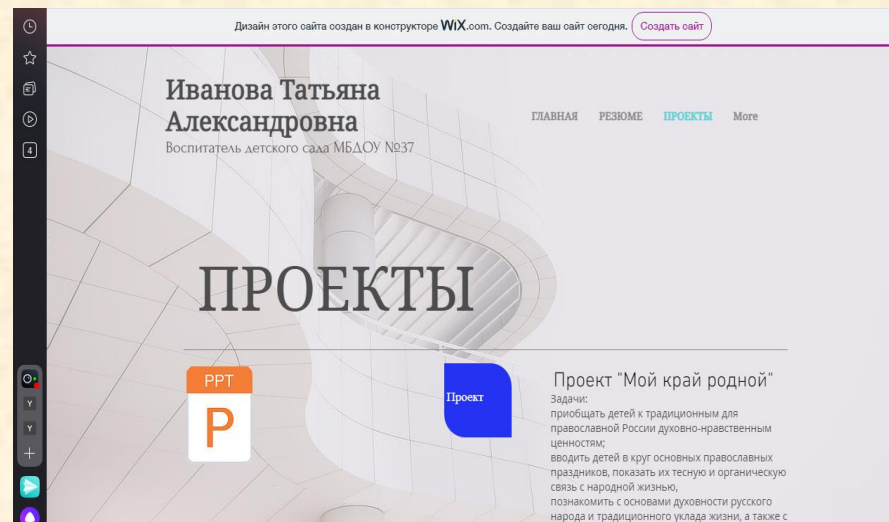 Дизайн этого сайта создан в конструкторе WiX.com. Создайте ваш сайт сегодня. Создать сайт
Иванова Татьяна
Александровна
Воспитатель детского сада МБДОУ №37
ГЛАВНАЯ РЕЗЮМЕ ПРОЕКТЫ More
4
ПРОЕКТЫ
PPT
P
Проект
Проект "Мой край родной"
Задачи:
приобщать детей к традиционным для
православной России духовно-нравственным
ценностям;
вводить детей в круг основных православных
праздников, показать их тесную и органическую
связь с народной жизнью,
познакомить с основами духовности русского
народа и традиционного уклада жизни, а также с
Y
Y